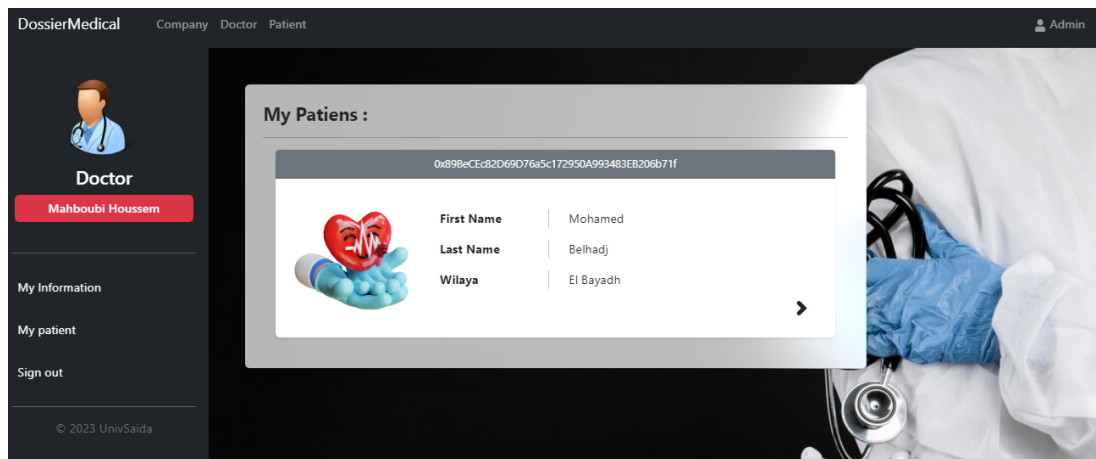 DossierMedical Company Doctor Patient Admin
Doctor
Mahboubi Houssem
My Information
My patient
Sign out
© 2023 UnivSaida
My Patiens :
0x89BeCEc82D69D76a5c172950A993483EB206b71f
First Name Mohamed
Last Name Belhadj
Wilaya El Bayadh